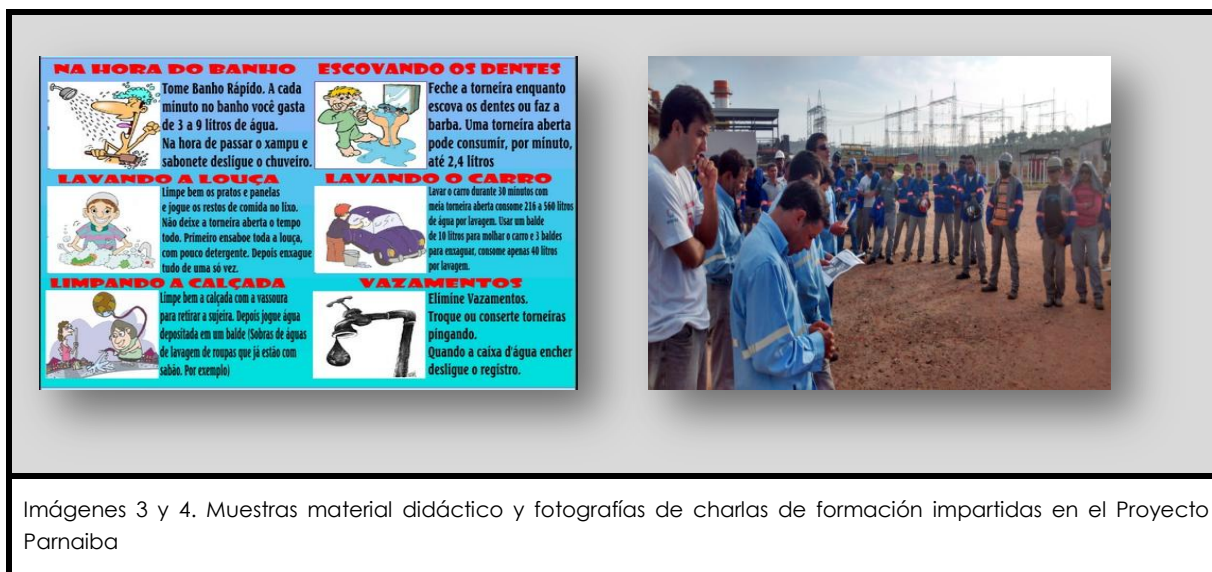 NA HORA DO BANHO
Tome Banho Rápido. A cada
minuto no banho você gasta
de 3 a 9 litros de água.
Na hora de passar o xampu e
sabonete desligue o chuveiro.
ESCOVANDO OS DENTES
Feche a torneira enquanto
escova os dentes ou faz a
barba. Uma torneira aberta
pode consumir, por minuto,
até 2,4 litros
LAVANDO A LOUÇA
Limpe bem os pratos e panelas
e jogue os restos de comida no lixo.
Não deixe a torneira aberta o tempo
todo. Primeiro ensaboe toda a louça,
com pouco detergente. Depois enxague
tudo de uma só vez.
LAVANDO O CARRO
Lavar o carro durante 30 minutos com
meia torneira aberta consome 216 a 560 litros
de água por lavagem. Usar um balde
de 10 litros para molhar o carro e 3 baldes
para enxaguar, consome apenas 40 litros
por lavagem.
LIMPANDO A CALÇADA
Limpe bem a calçada com a vassoura
para retirar a sujeira. Depois jogue água
depositada em um balde (Sobras de águas
de lavagem de roupas que já estão com
sabão. Por exemplo)
VAZAMENTOS
Elimine Vazamentos.
Troque ou conserte torneiras
pingando.
Quando a caixa d'água encher
desligue o registro.
Imágenes 3 y 4. Muestras material didáctico y fotografías de charlas de formación impartidas en el Proyecto
Parnaiba